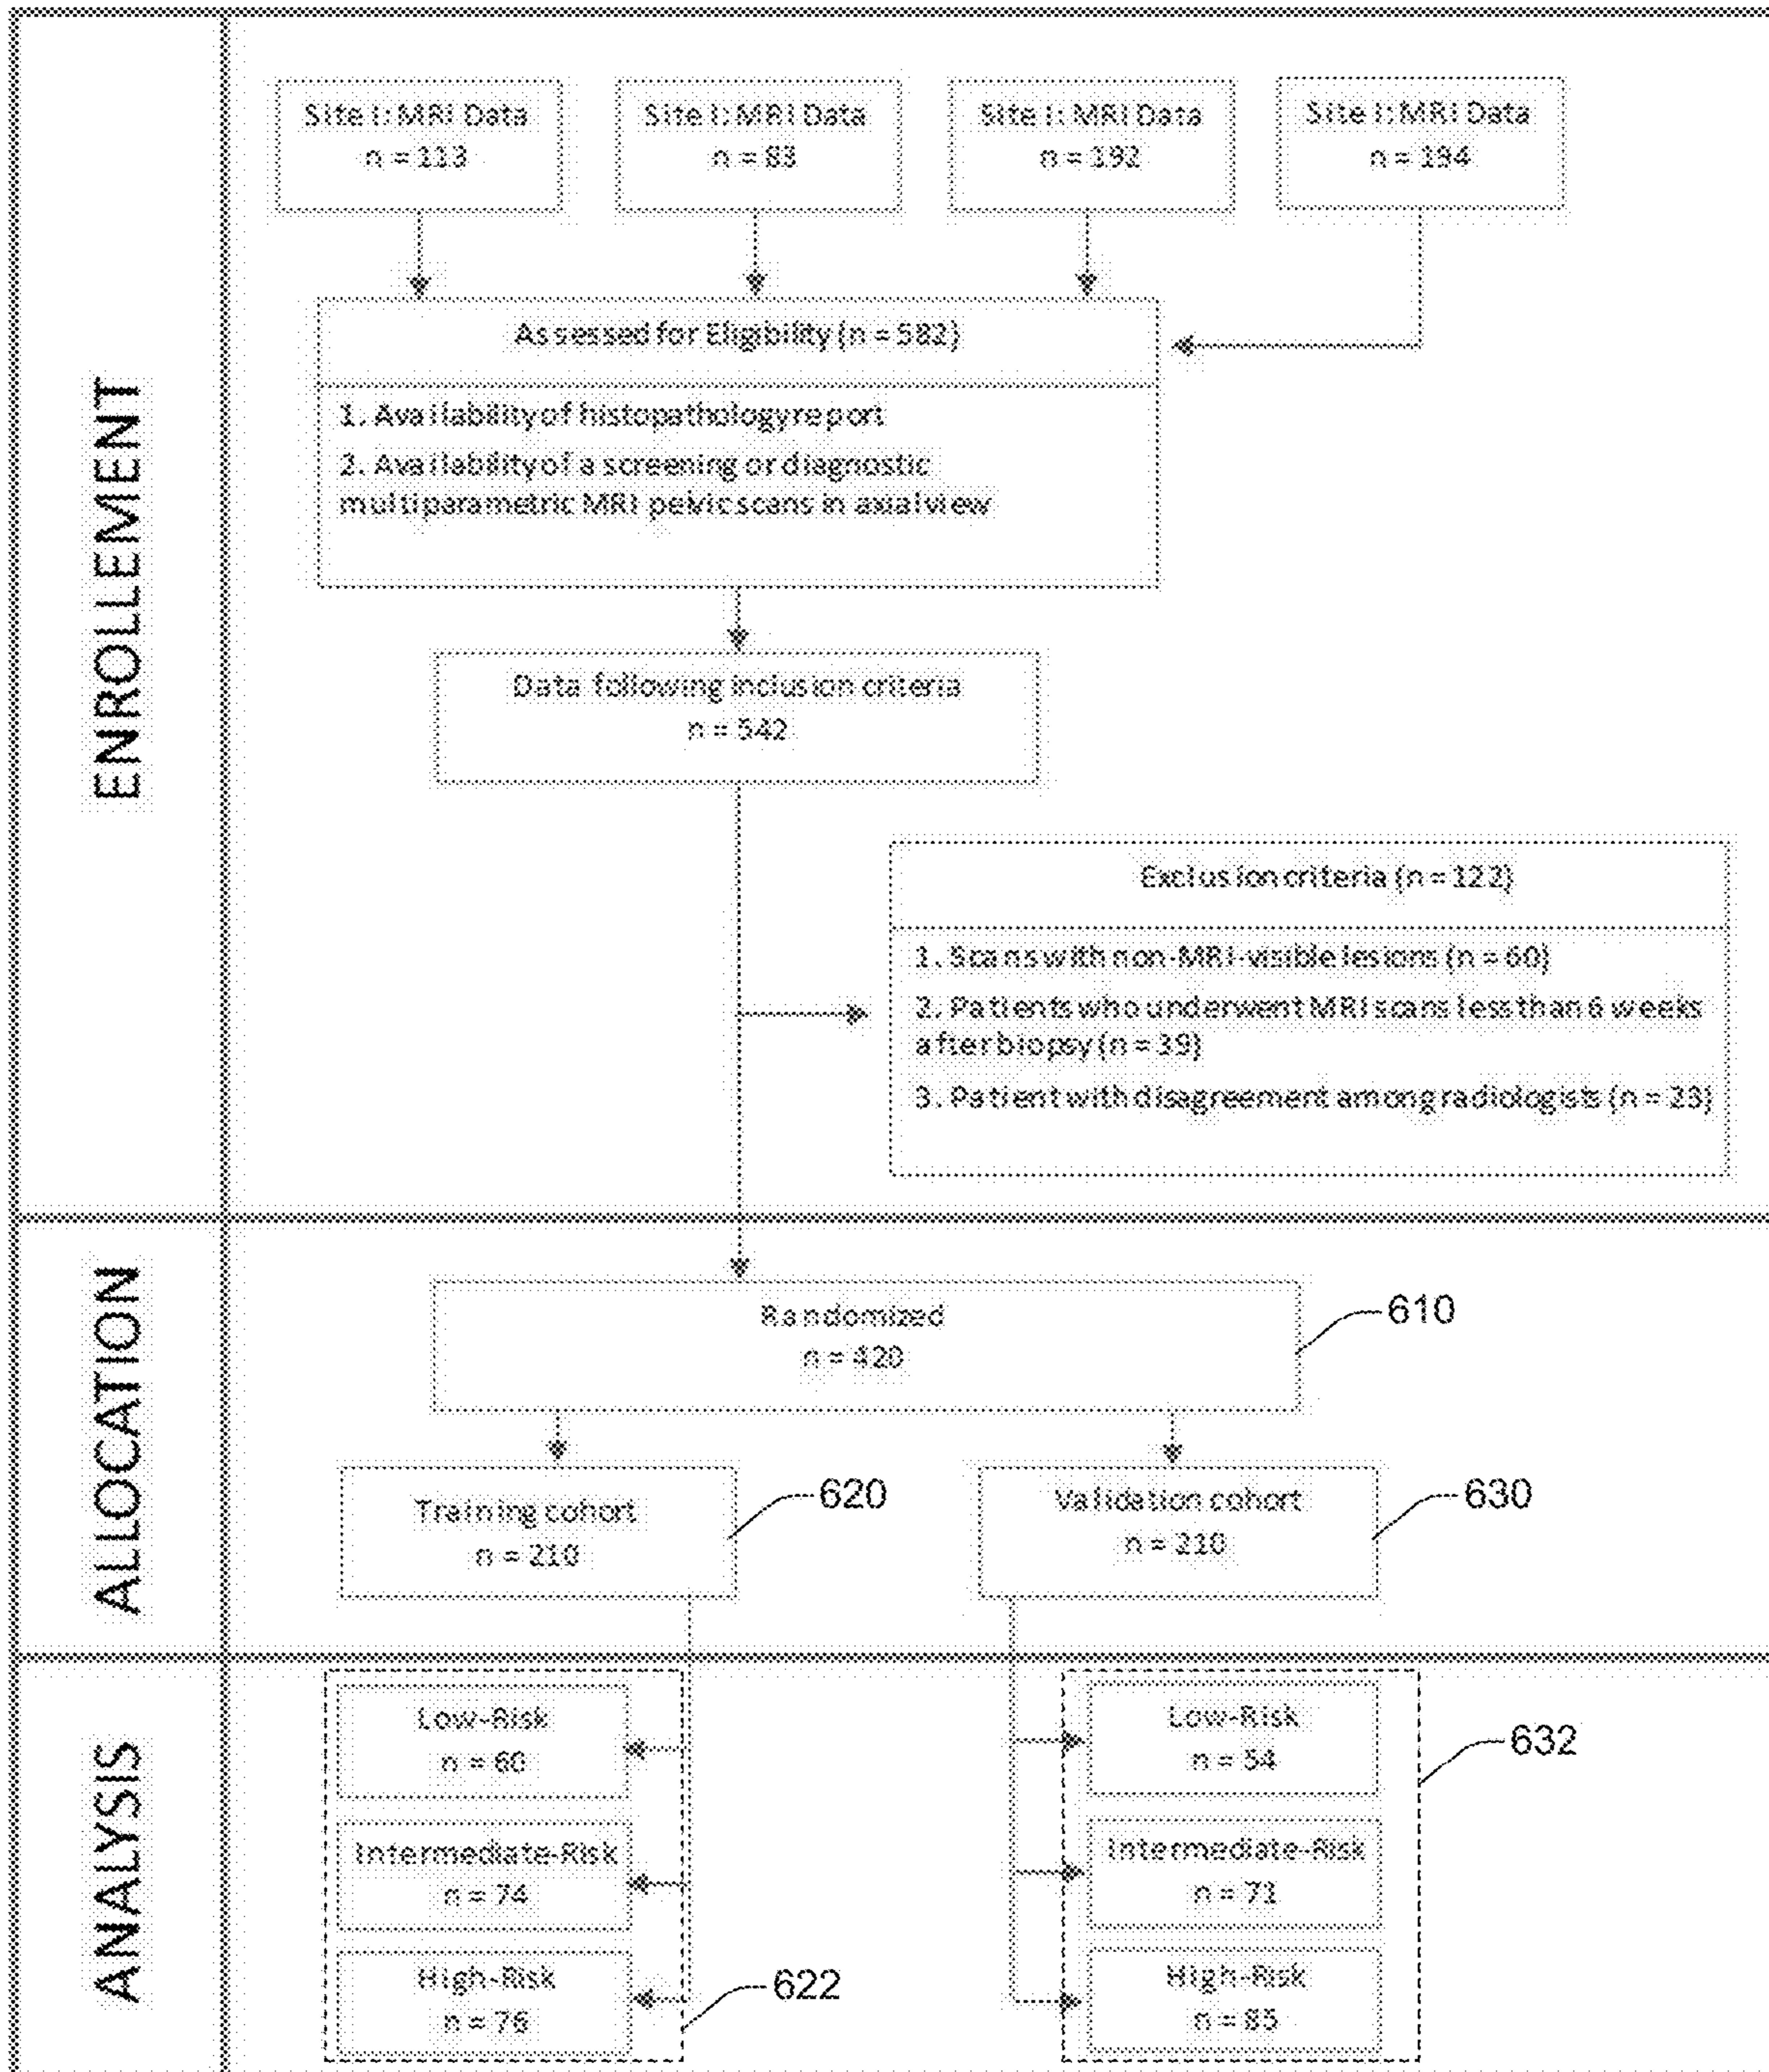 ENROLLEMENT
Site I: MRI Data
n = 113
Site I: MRI Data
n = 83
Site I: MRI Data
n = 192
Site I: MRI Data
n = 194
Assessed for Eligibility (n = 582)
1. Availability of histopathology report
2. Availability of a screening or diagnostic
multiparametric MRI pelvic scans in axial view
Data following inclusion criteria
n = 542
Exclusion criteria (n = 122)
1. Scans with non-MRI-visible lesions (n = 60)
2. Patients who underwent MRI scans less than 6 weeks
after biopsy (n = 39)
3. Patient with disagreement among radiologists (n = 23)
ALLOCATION
Randomized
n = 420
610
Training cohort
n = 210
620
Validation cohort
n = 210
630
ANALYSIS
Low-Risk
n = 60
Intermediate-Risk
n = 74
High-Risk
n = 76
622
Low-Risk
n = 54
Intermediate-Risk
n = 71
High-Risk
n = 85
632